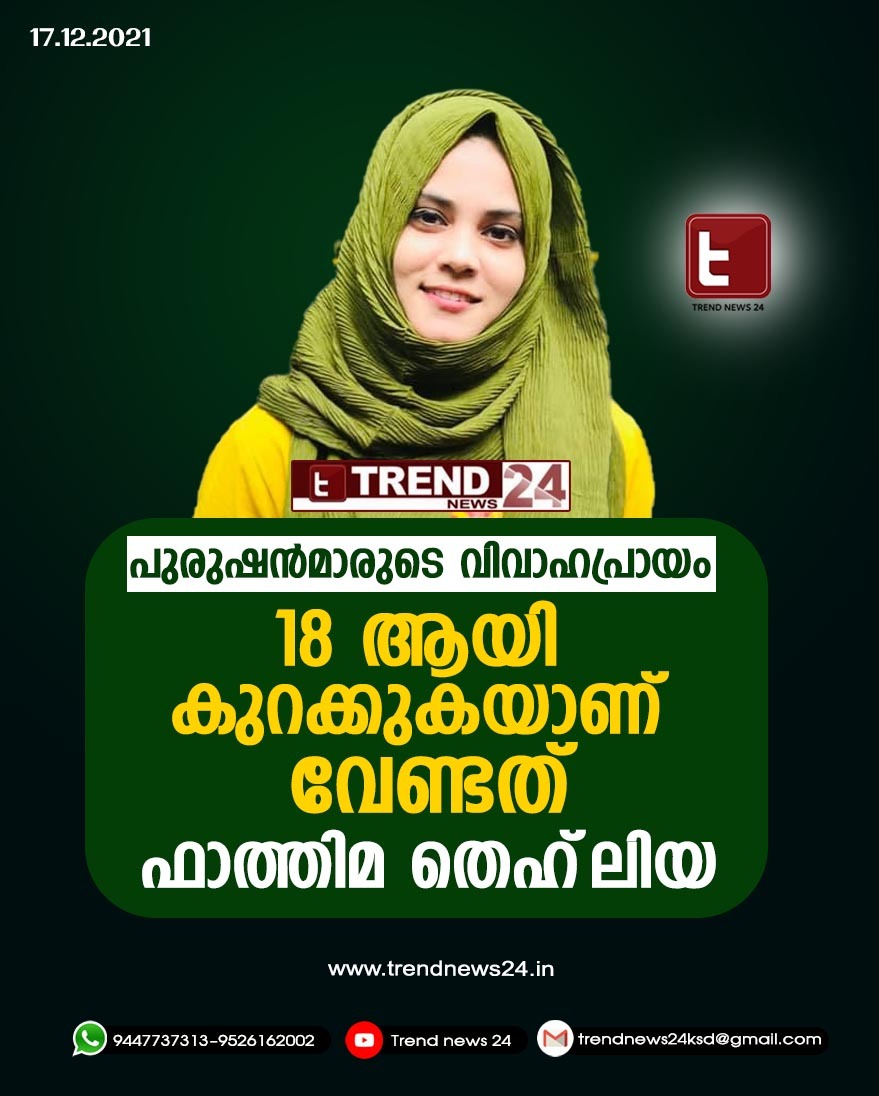 17.12.2021
t
TREND NEWS 24
t TREND 24
NEWS
പുരുഷൻമാരുടെ വിവാഹപ്രായം
18 ആയി
കുറക്കുകയാണ്
വേണ്ടത്
ഫാത്തിമ തെഹ്ലിയ
www.trendnews24.in
9447737313-9526162002
Trend news 24
trendnews24ksd@gmail.com